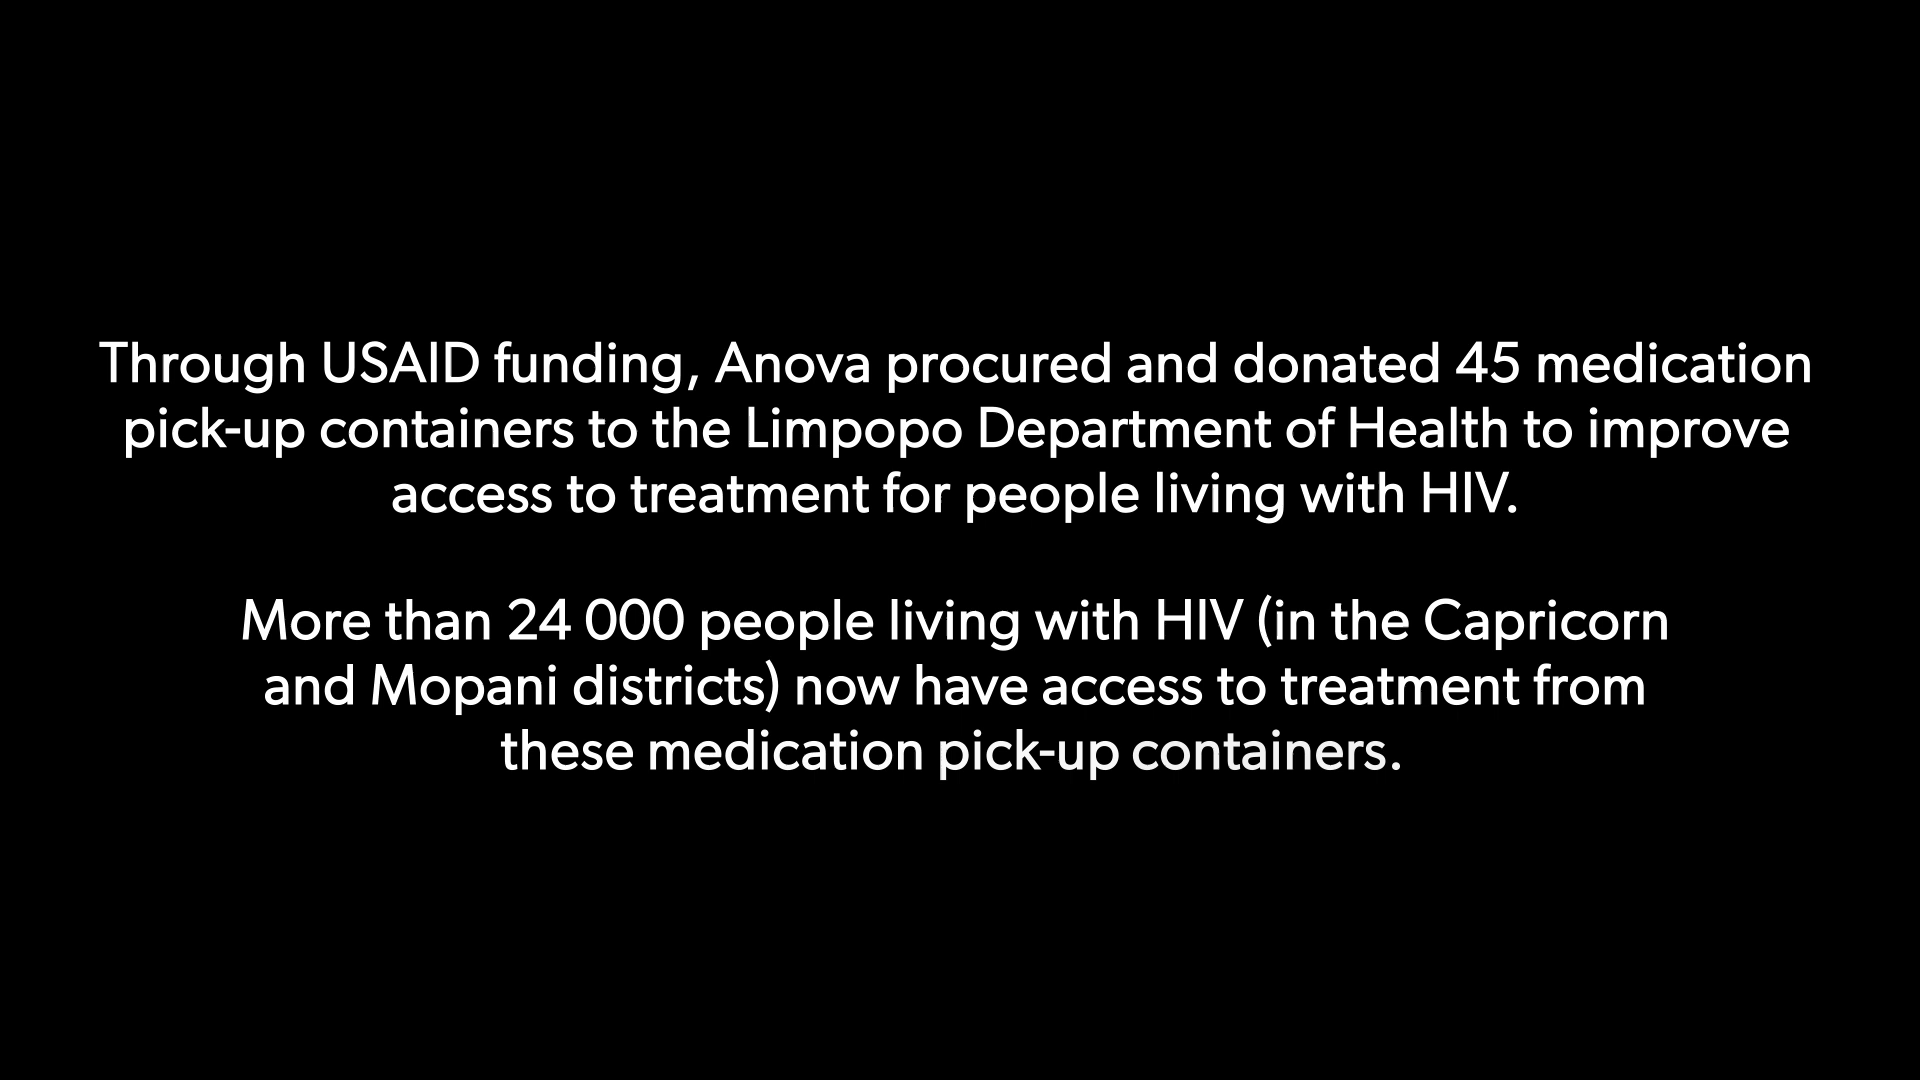 Through USAID funding, Anova procured and donated 45 medication
pick-up containers to the Limpopo Department of Health to improve
access to treatment for people living with HIV.
More than 24 000 people living with HIV (in the Capricorn
and Mopani districts) now have access to treatment from
these medication pick-up containers.